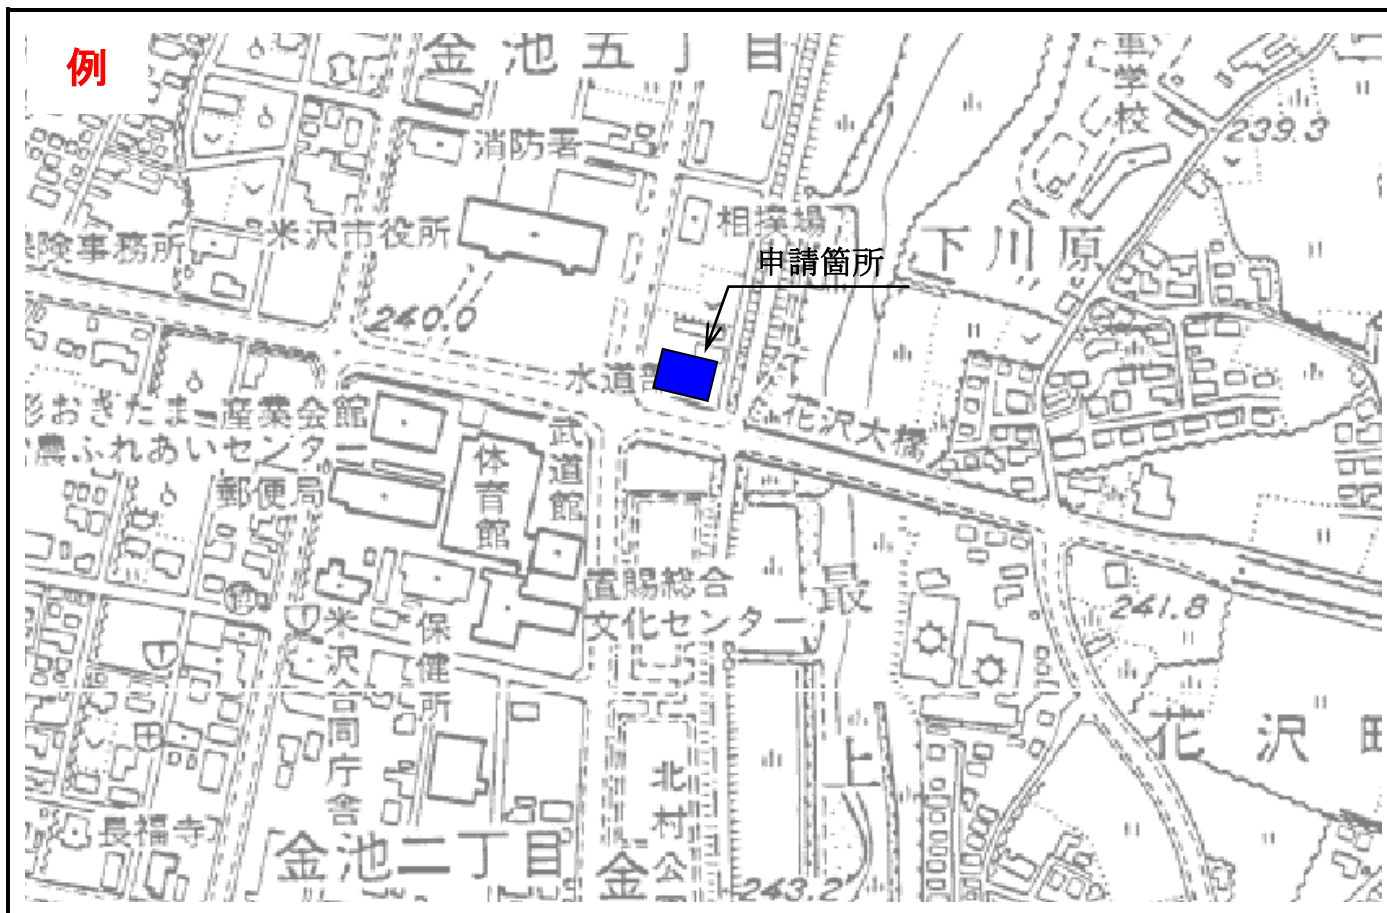 例
金池五丁目
車学校
239.3
消防署
相撲場
米沢市役所
険事務所
下川原
申請箇所
240.0
水道部
おきたま産業会館
農ふれあいセンター
花沢大橋
武道館
体育館
郵便局
置賜総合
文化センター
最
241.8
米沢合同庁舎
保健所
花沢町
上
北村公
長福寺
金池二丁目
金
243.2